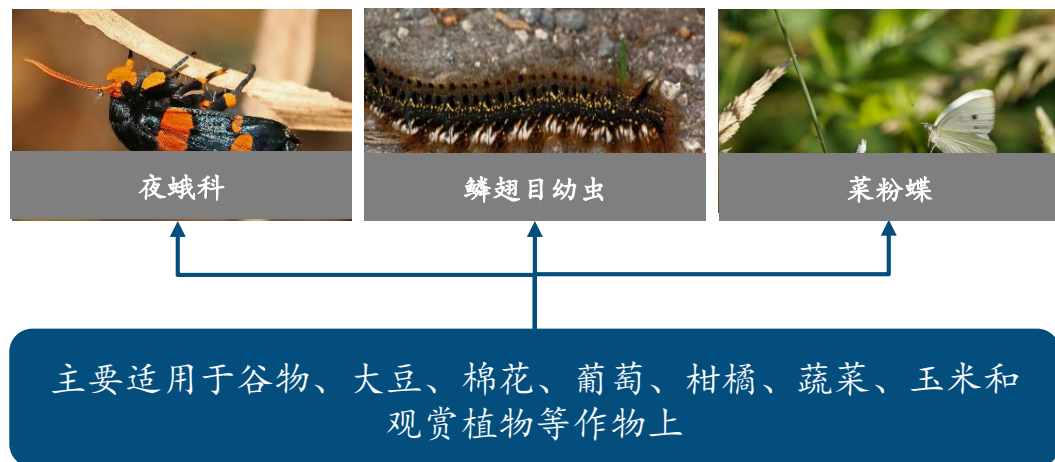 夜蛾科
鳞翅目幼虫
菜粉蝶
主要适用于谷物、大豆、棉花、葡萄、柑橘、蔬菜、玉米和
观赏植物等作物上